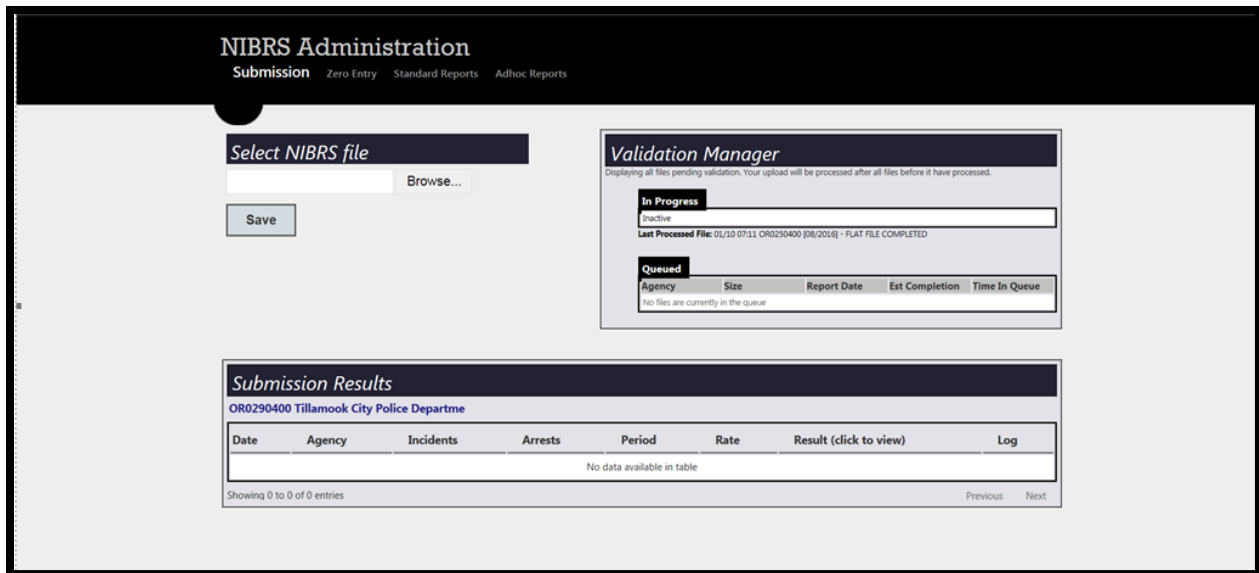 NIBRS Administration
Submission Zero Entry Standard Reports Adhoc Reports
Select NIBRS file
Browse...
Save
Validation Manager
Displaying all files pending validation. Your upload will be processed after all files before it have processed.
In Progress
Inactive
Last Processed File: 01/10 07:11 OR0250400 [08/2016] - FLAT FILE COMPLETED
Queued
Agency Size Report Date Est Completion Time In Queue
No files are currently in the queue
Submission Results
OR0290400 Tillamook City Police Departme
Date Agency Incidents Arrests Period Rate Result (click to view) Log
No data available in table
Showing 0 to 0 of 0 entries
Previous Next